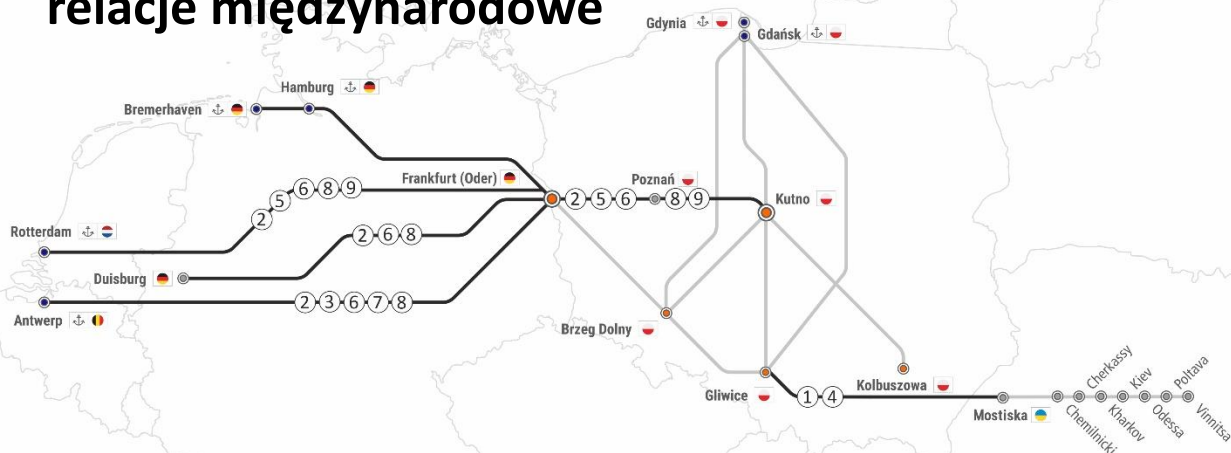 relacje międzynarodowe
Gdynia
Gdańsk
Hamburg
Bremerhaven
Frankfurt (Oder)
Poznań
6 8 9
5
2
2 5 6 8 9
Kutno
Rotterdam
2 6 8
Duisburg
2 3 6 7 8
Antwerp
Brzeg Dolny
Gliwice
1 4
Kolbuszowa
Mostiska
Chemilnicki
Cherkassy
Kharkov
Kiev
Odessa
Połtava
Vinnitsa